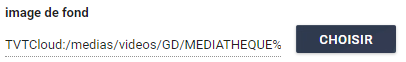 image de fond
TVTCloud:/medias/videos/GD/MEDIATHEQUE%
CHOISIR